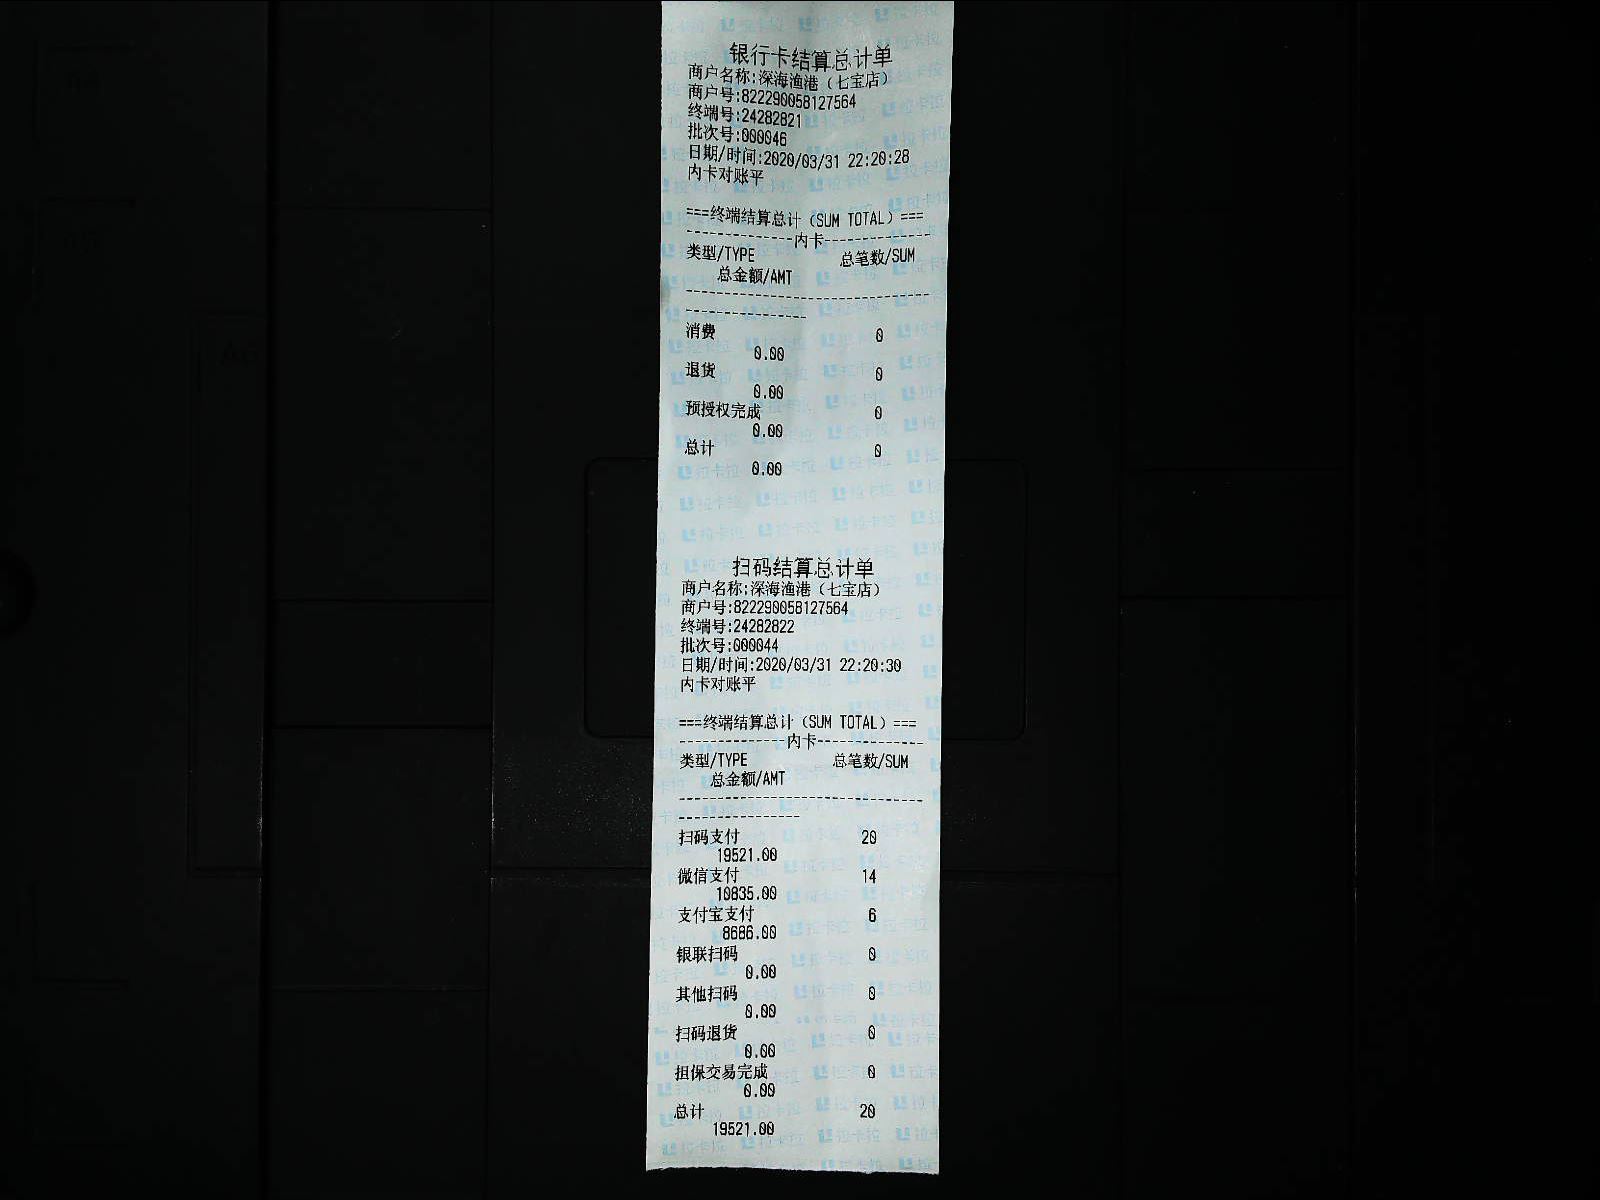 银行卡结算总计单
商户名称:深海渔港（七宝店）
商户号:822290058127564
终端号:24282821
批次号:000046
日期/时间:2020/03/31 22:20:28
内卡对账平
===终端结算总计（SUM TOTAL）===
--------------内卡--------------
类型/TYPE 总笔数/SUM
总金额/AMT
--------------------------------
----------------
消费 0
0.00
退货 0
0.00
预授权完成 0
0.00
总计 0
0.00
扫码结算总计单
商户名称:深海渔港（七宝店）
商户号:822290058127564
终端号:24282822
批次号:000044
日期/时间:2020/03/31 22:20:30
内卡对账平
===终端结算总计（SUM TOTAL）===
--------------内卡--------------
类型/TYPE 总笔数/SUM
总金额/AMT
--------------------------------
----------------
扫码支付 20
19521.00
微信支付 14
10835.00
支付宝支付 6
8686.00
银联扫码 0
0.00
其他扫码 0
0.00
扫码退货 0
0.00
担保交易完成 0
0.00
总计 20
19521.00